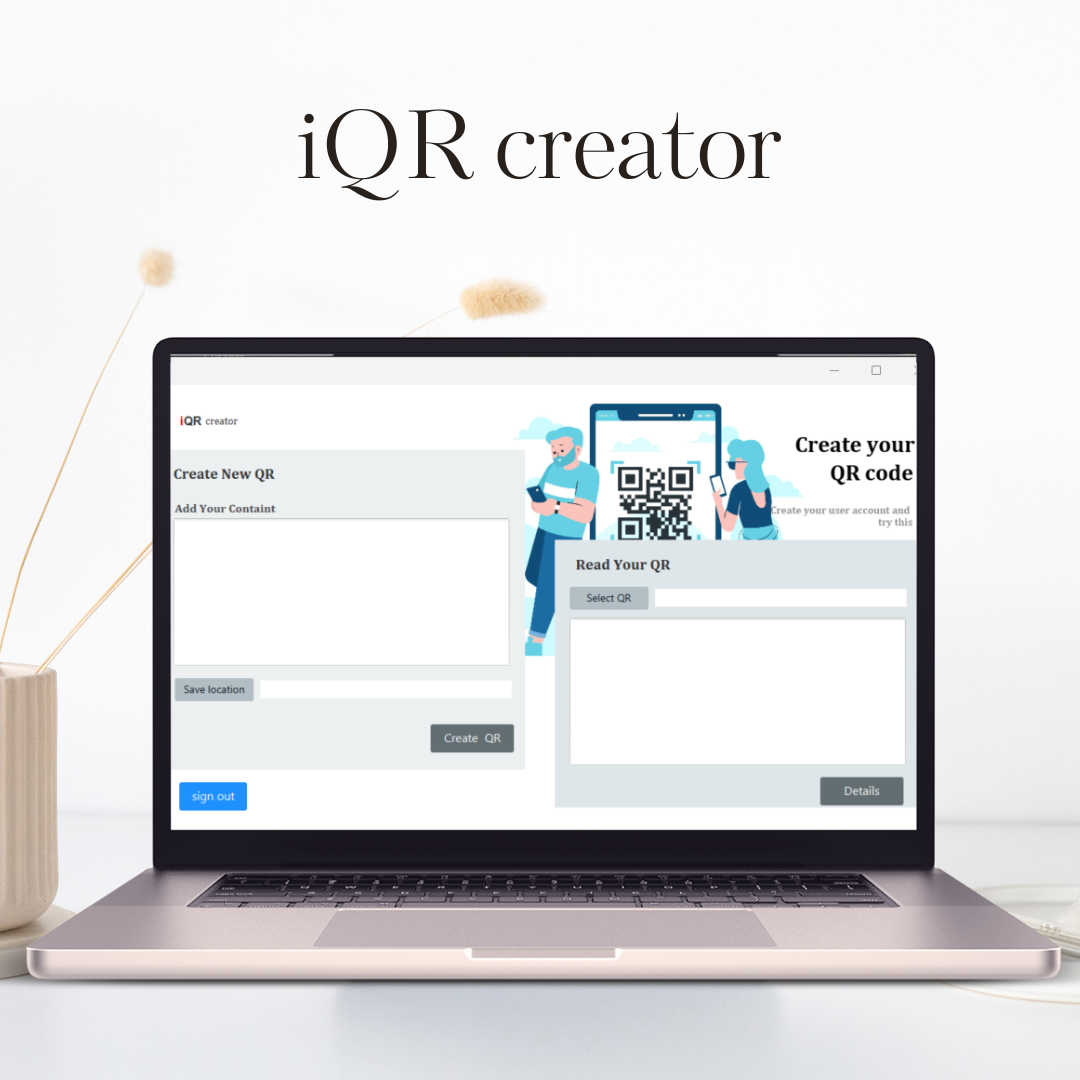 iQR creator
iQR creator
Create your
QR code
Create your user account and
try this
Create New QR
Add Your Containt
Save location
Create QR
sign out
Read Your QR
Select QR
Details